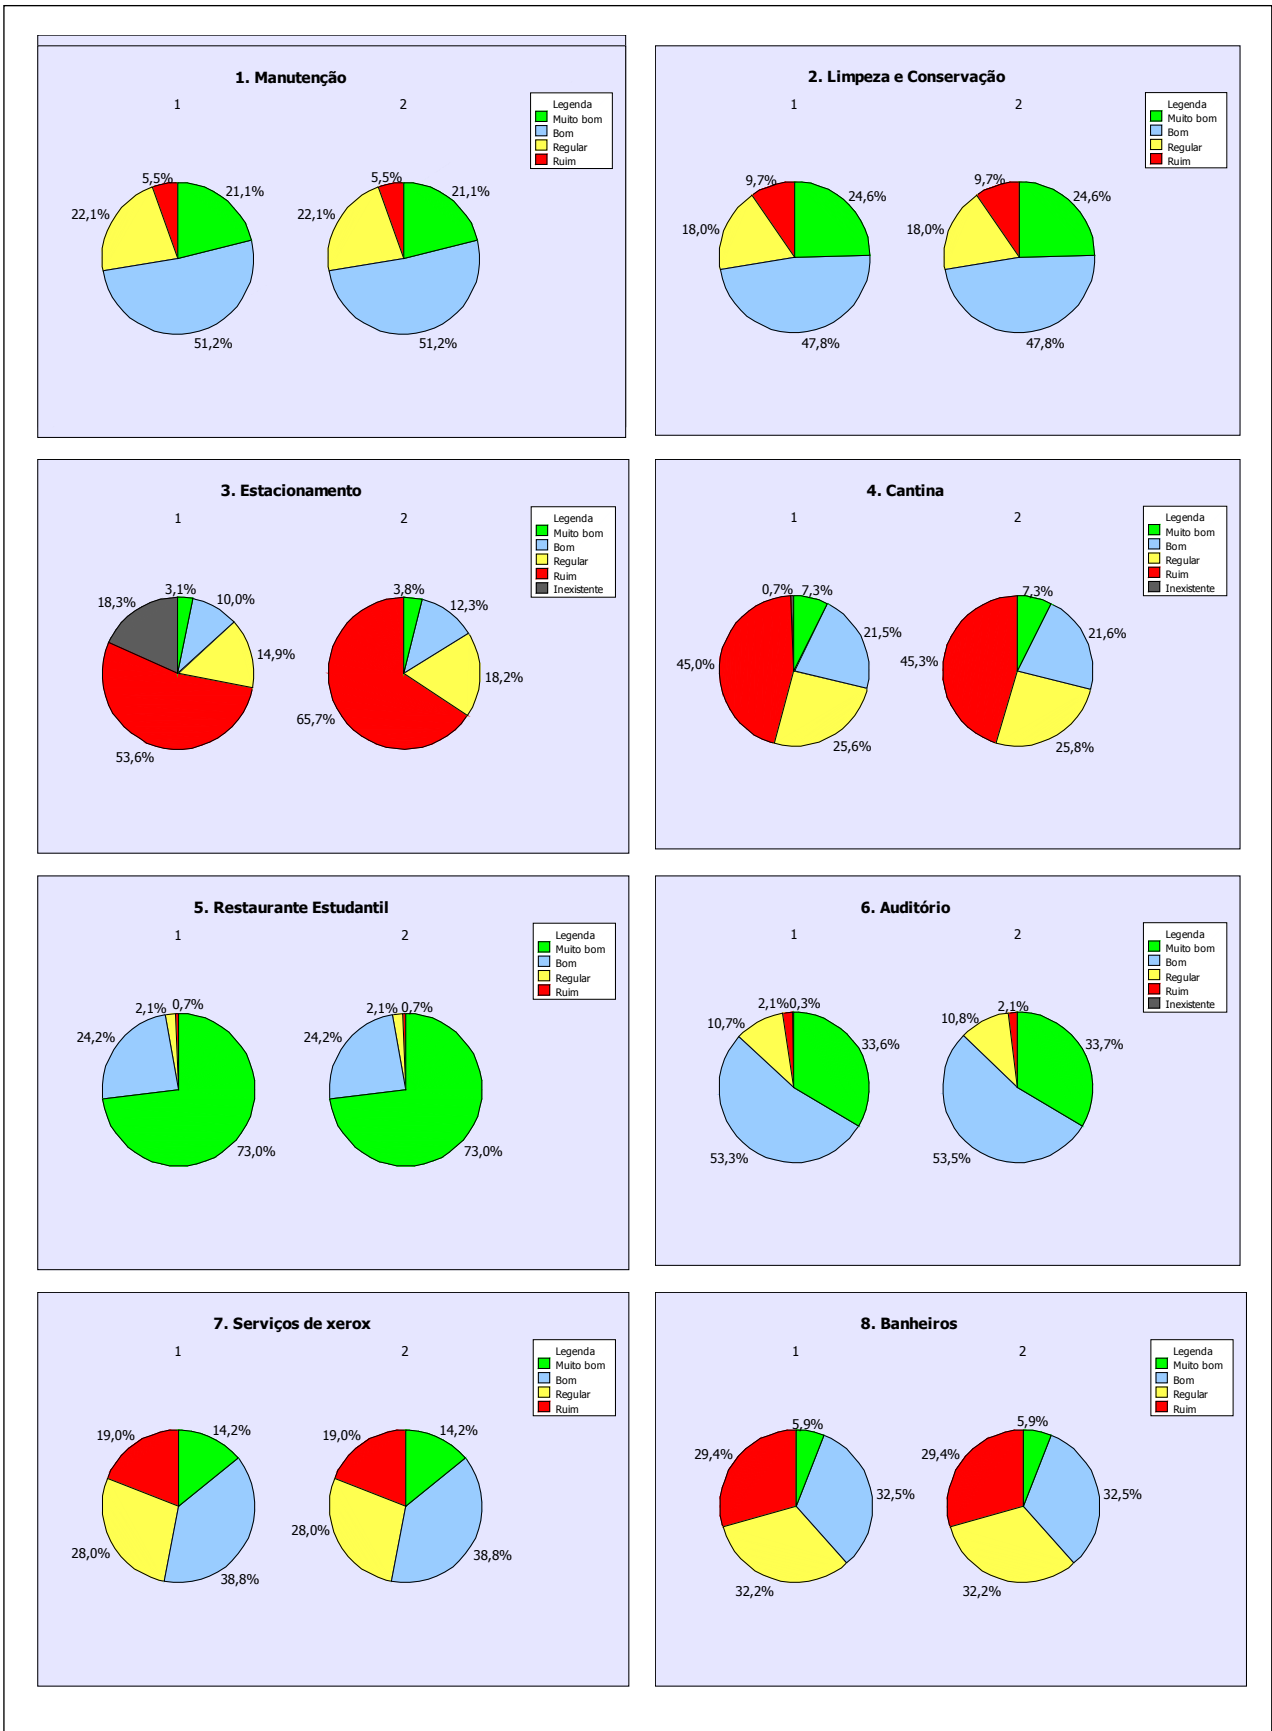 1. Manutenção
1 2
Legenda
Muito bom
Bom
Regular
Ruim
5,5% 21,1% 5,5% 21,1%
22,1% 22,1%
51,2% 51,2%
2. Limpeza e Conservação
1 2
Legenda
Muito bom
Bom
Regular
Ruim
9,7% 24,6% 9,7% 24,6%
18,0% 18,0%
47,8% 47,8%
3. Estacionamento
1 2
Legenda
Muito bom
Bom
Regular
Ruim
Inexistente
18,3% 3,1% 10,0% 3,8% 12,3%
14,9% 18,2%
53,6% 65,7%
4. Cantina
1 2
Legenda
Muito bom
Bom
Regular
Ruim
Inexistente
0,7% 7,3% 7,3%
21,5% 21,6%
45,0% 45,3%
25,6% 25,8%
5. Restaurante Estudantil
1 2
Legenda
Muito bom
Bom
Regular
Ruim
2,1% 0,7% 2,1% 0,7%
24,2% 24,2%
73,0% 73,0%
6. Auditório
1 2
Legenda
Muito bom
Bom
Regular
Ruim
Inexistente
2,1% 0,3% 2,1%
10,7% 10,8%
33,6% 33,7%
53,3% 53,5%
7. Serviços de xerox
1 2
Legenda
Muito bom
Bom
Regular
Ruim
19,0% 14,2% 19,0% 14,2%
28,0% 28,0%
38,8% 38,8%
8. Banheiros
1 2
Legenda
Muito bom
Bom
Regular
Ruim
5,9% 5,9%
29,4% 29,4%
32,5% 32,5%
32,2% 32,2%